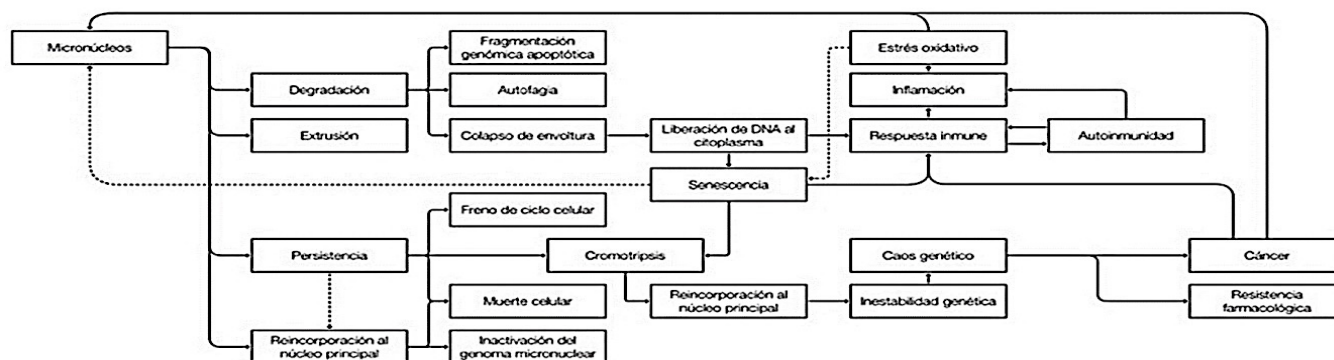 Micronúcleos
Fragmentación
genómica apoptótica
Estrés oxidativo
Degradación
Autofagia
Inflamación
Extrusión
Colapso de envoltura
Liberación de DNA al
citoplasma
Respuesta inmune
Autoinmunidad
Senescencia
Freno de ciclo celular
Persistencia
Cromotripsis
Caos genético
Cáncer
Muerte celular
Reincorporación al
núcleo principal
Inestabilidad genética
Resistencia
farmacológica
Reincorporación al
núcleo principal
Inactivación del
genoma micronuclear